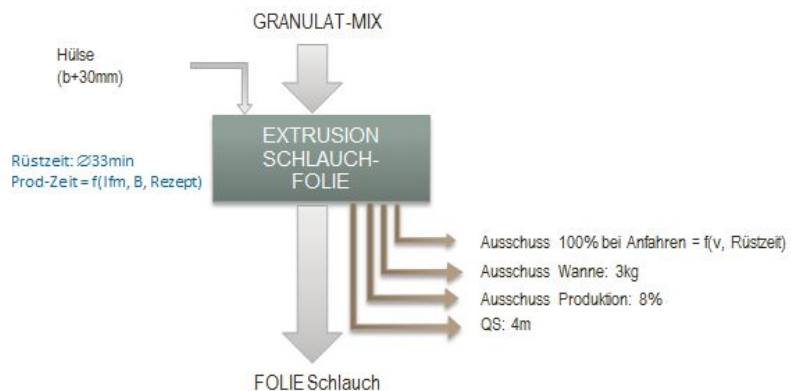 GRANULAT-MIX
Hülse
(b+30mm)
EXTRUSION
SCHLAUCH-
FOLIE
Rüstzeit: ∅33min
Prod-Zeit = f(lfm, B, Rezept)
Ausschuss 100% bei Anfahren = f(v, Rüstzeit)
Ausschuss Wanne: 3kg
Ausschuss Produktion: 8%
QS: 4m
FOLIE Schlauch